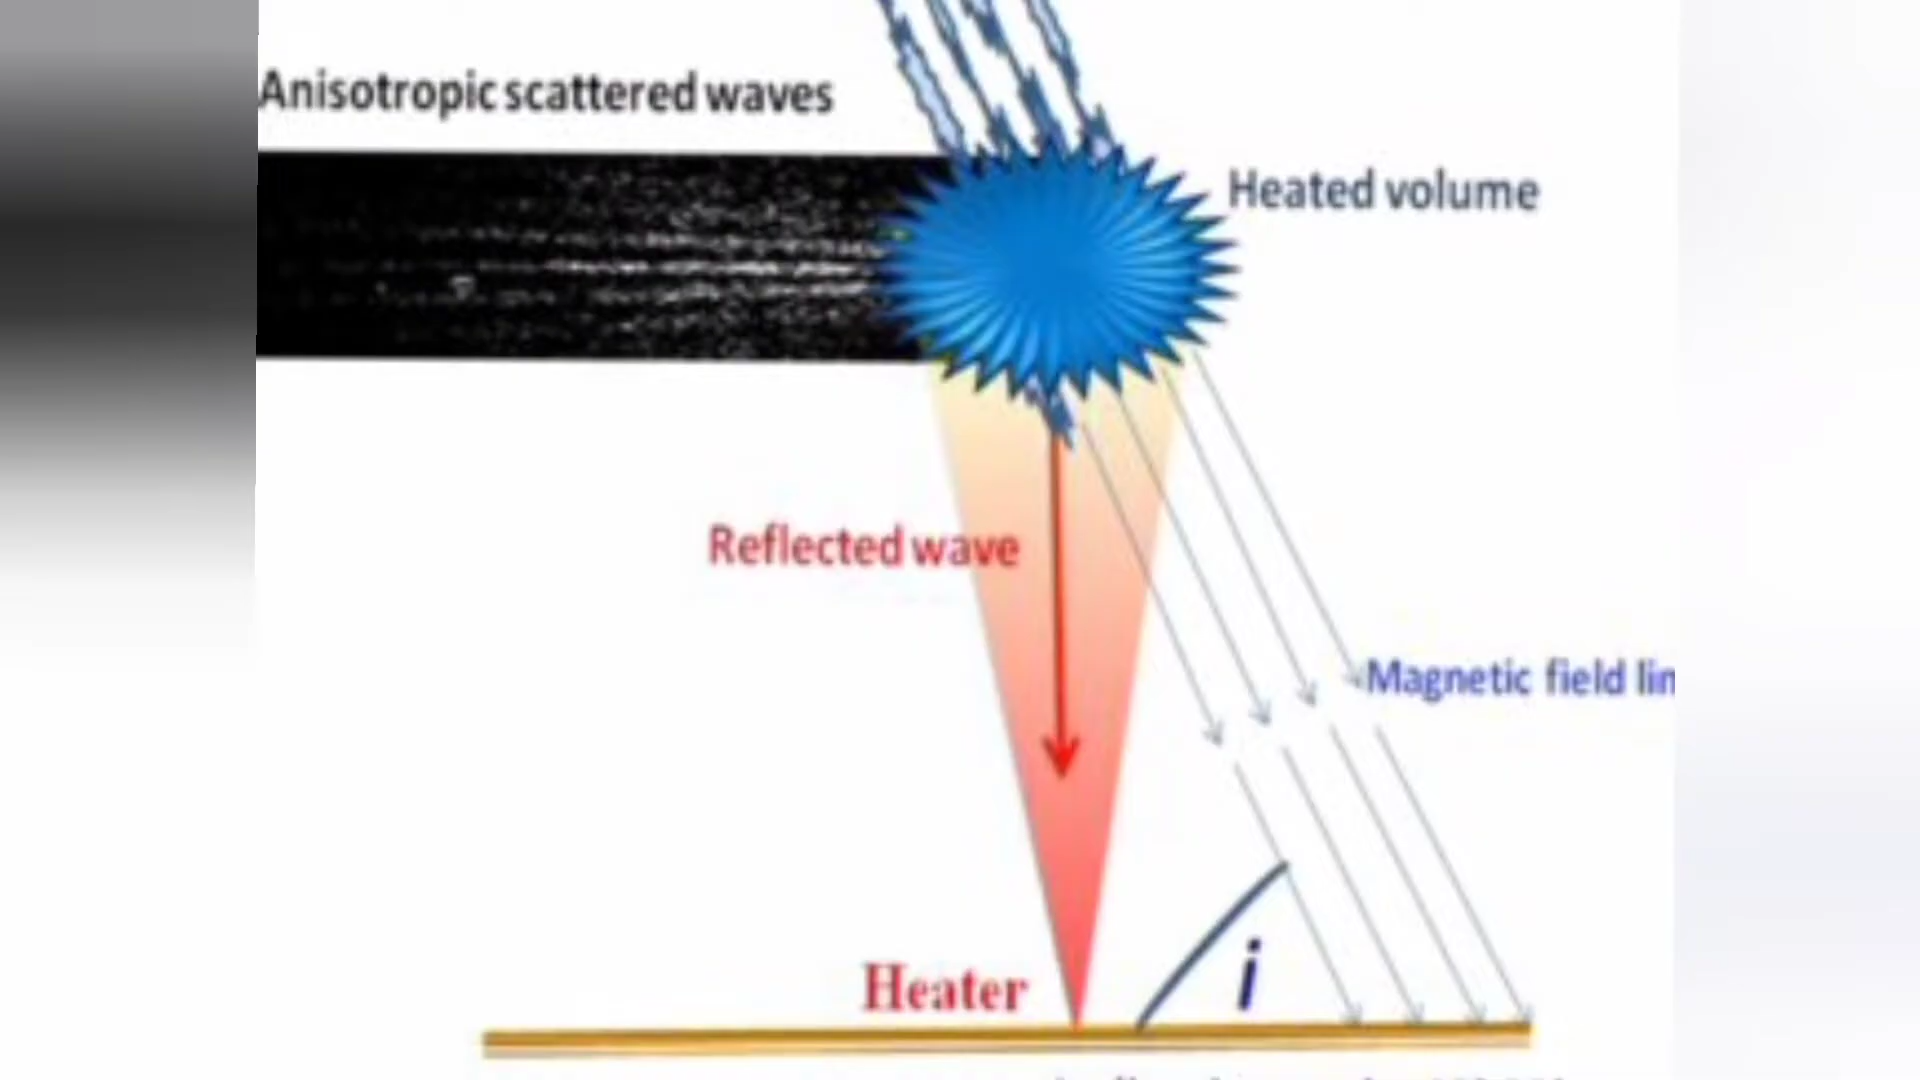 Anisotropic scattered waves
Heated volume
Reflected wave
Magnetic field lin
Heater
i